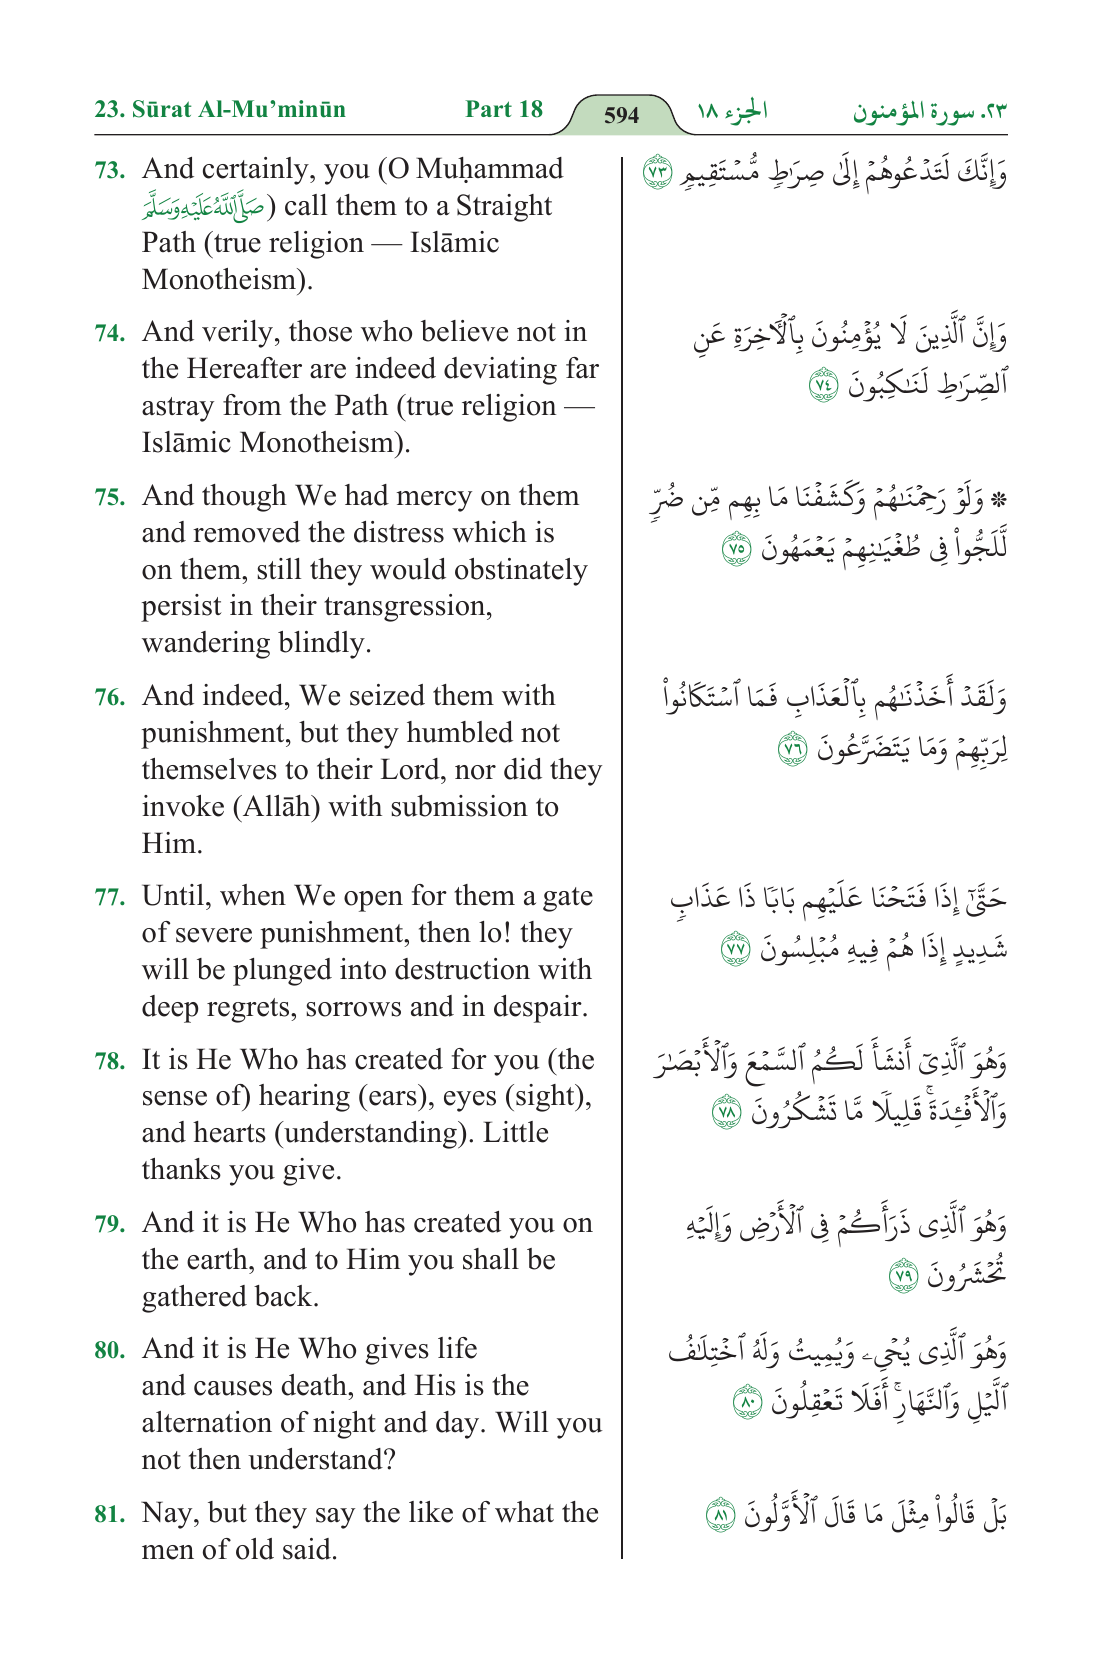 23. Sūrat Al-Mu’minūn Part 18 594 الجزء ١٨ ٢٣. سورة المؤمنون
73. And certainly, you (O Muḥammad
ﷺ) call them to a Straight
Path (true religion — Islāmic
Monotheism).
وَإِنَّكَ لَتَدْعُوهُمْ إِلَىٰ صِرَٰطٍ مُّسْتَقِيمٍ ٧٣
74. And verily, those who believe not in
the Hereafter are indeed deviating far
astray from the Path (true religion —
Islāmic Monotheism).
وَإِنَّ ٱلَّذِينَ لَا يُؤْمِنُونَ بِٱلْـَٔاخِرَةِ عَنِ
ٱلصِّرَٰطِ لَنَـٰكِبُونَ ٧٤
75. And though We had mercy on them
and removed the distress which is
on them, still they would obstinately
persist in their transgression,
wandering blindly.
۞ وَلَوْ رَحِمْنَـٰهُمْ وَكَشَفْنَا مَا بِهِم مِّن ضُرٍّ
لَّلَجُّوا۟ فِى طُغْيَـٰنِهِمْ يَعْمَهُونَ ٧٥
76. And indeed, We seized them with
punishment, but they humbled not
themselves to their Lord, nor did they
invoke (Allāh) with submission to
Him.
وَلَقَدْ أَخَذْنَـٰهُم بِٱلْعَذَابِ فَمَا ٱسْتَكَانُوا۟
لِرَبِّهِمْ وَمَا يَتَضَرَّعُونَ ٧٦
77. Until, when We open for them a gate
of severe punishment, then lo! they
will be plunged into destruction with
deep regrets, sorrows and in despair.
حَتَّىٰٓ إِذَا فَتَحْنَا عَلَيْهِم بَابًا ذَا عَذَابٍ
شَدِيدٍ إِذَا هُمْ فِيهِ مُبْلِسُونَ ٧٧
78. It is He Who has created for you (the
sense of) hearing (ears), eyes (sight),
and hearts (understanding). Little
thanks you give.
وَهُوَ ٱلَّذِىٓ أَنشَأَ لَكُمُ ٱلسَّمْعَ وَٱلْأَبْصَـٰرَ
وَٱلْأَفْـِٔدَةَ ۚ قَلِيلًا مَّا تَشْكُرُونَ ٧٨
79. And it is He Who has created you on
the earth, and to Him you shall be
gathered back.
وَهُوَ ٱلَّذِى ذَرَأَكُمْ فِى ٱلْأَرْضِ وَإِلَيْهِ
تُحْشَرُونَ ٧٩
80. And it is He Who gives life
and causes death, and His is the
alternation of night and day. Will you
not then understand?
وَهُوَ ٱلَّذِى يُحْىِۦ وَيُمِيتُ وَلَهُ ٱخْتِلَـٰفُ
ٱلَّيْلِ وَٱلنَّهَارِ ۚ أَفَلَا تَعْقِلُونَ ٨٠
81. Nay, but they say the like of what the
men of old said.
بَلْ قَالُوا۟ مِثْلَ مَا قَالَ ٱلْأَوَّلُونَ ٨١